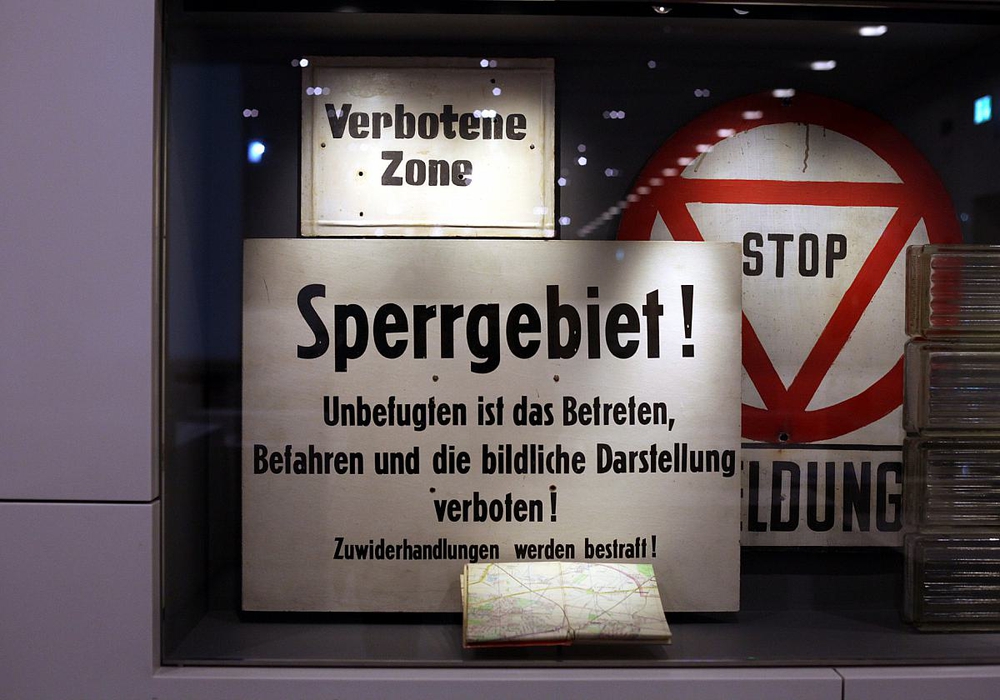 Verbotene
Zone
Sperrgebiet!
Unbefugten ist das Betreten,
Befahren und die bildliche Darstellung
verboten!
Zuwiderhandlungen werden bestraft!
STOP
ELDUNG